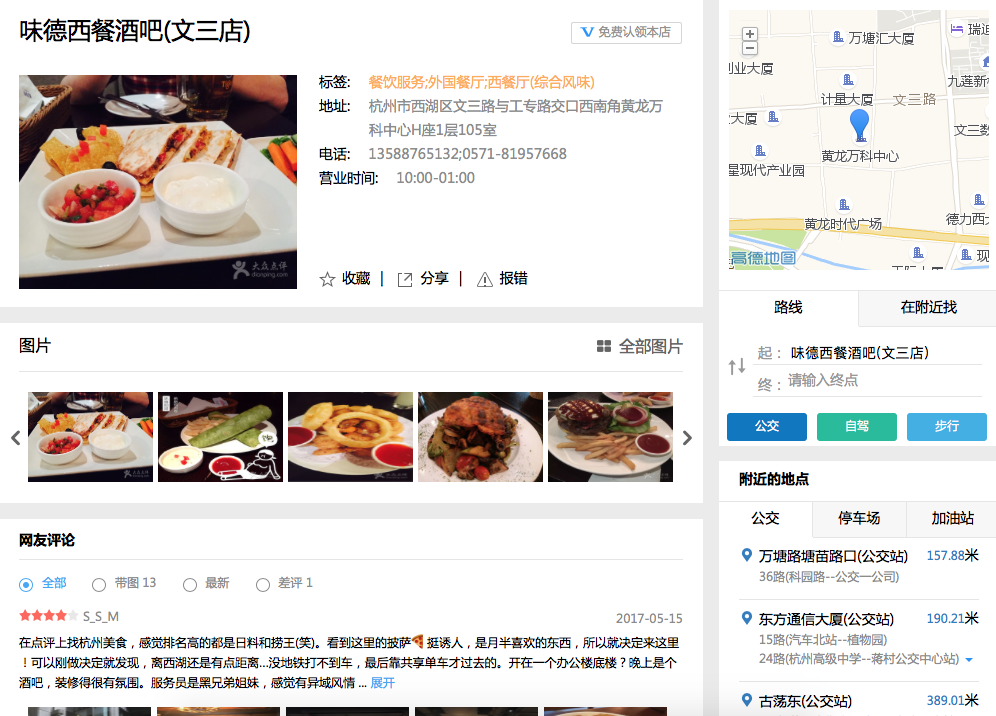 味德西餐酒吧(文三店)
免费认领本店
标签: 餐饮服务;外国餐厅;西餐厅(综合风味)
地址: 杭州市西湖区文三路与工专路交口西南角黄龙万
科中心H座1层105室
电话: 13588765132;0571-81957668
营业时间: 10:00-01:00
收藏 | 分享 | 报错
大众点评
dianping.com
图片
全部图片
网友评论
全部 带图 13 最新 差评 1
S_S_M
2017-05-15
在点评上找杭州美食，感觉排名高的都是日料和捞王(笑)。看到这里的披萨🍕挺诱人，是月半喜欢的东西，所以就决定来这里
！可以刚做决定就发现，离西湖还是有点距离...没地铁打不到车，最后靠共享单车才过去的。开在一个办公楼底楼？晚上是个
酒吧，装修得很有氛围。服务员是黑兄弟姐妹，感觉有异域风情 ... 展开
+
−
万塘汇大厦
瑞迪
创业大厦
九莲新村
计量大厦
文三路
大厦
文三数
黄龙万科中心
星现代产业园
黄龙时代广场
德力西大
高德地图
现
路线
在附近找
起： 味德西餐酒吧(文三店)
终： 请输入终点
公交
自驾
步行
附近的地点
公交
停车场
加油站
万塘路塘苗路口(公交站) 157.88米
36路(科园路--公交一公司)
东方通信大厦(公交站) 190.21米
15路(汽车北站--植物园)
24路(杭州高级中学--蒋村公交中心站)
古荡东(公交站) 389.01米